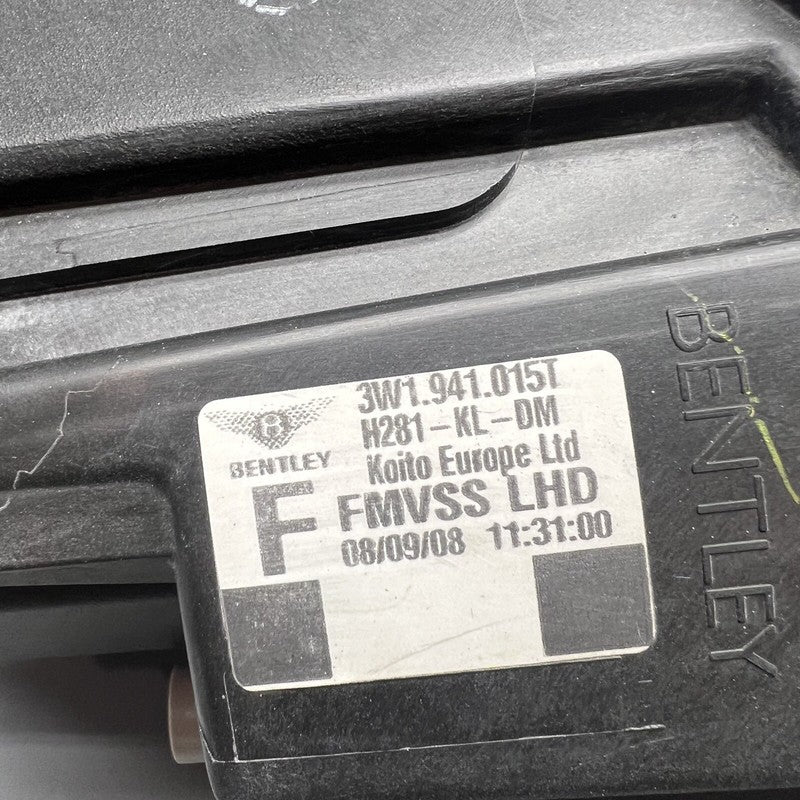 3W1.941.015T
H281-KL-DM
Koito Europe Ltd
B
BENTLEY
F
FMVSS LHD
08/09/08 11:31:00
BENTLEY